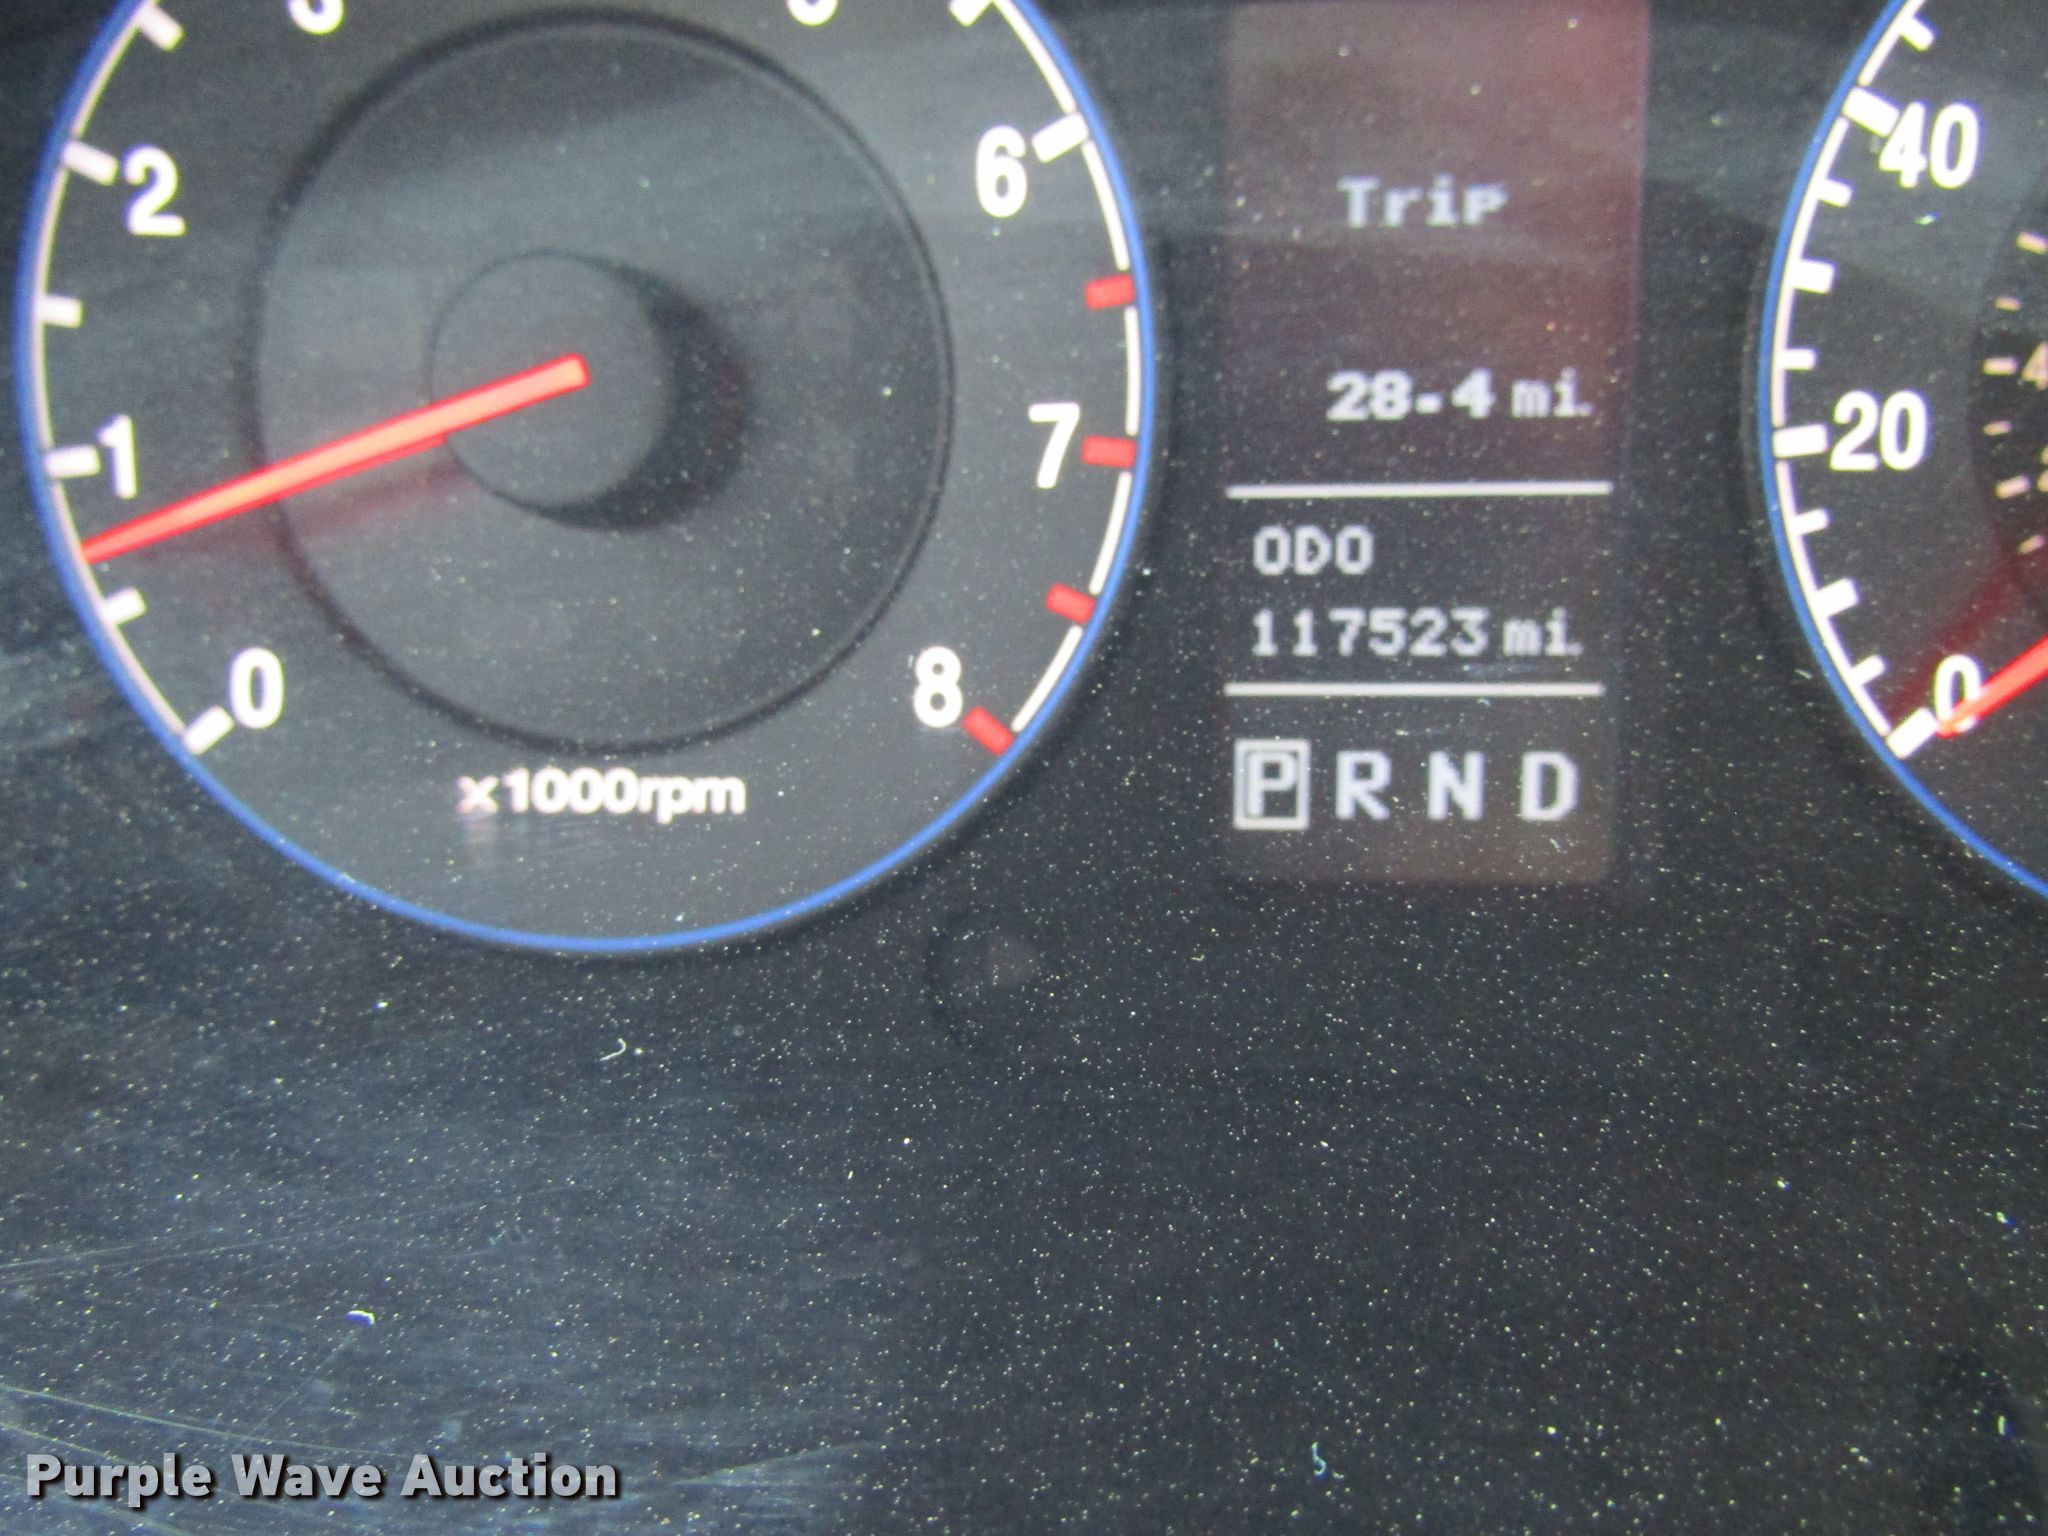 2
1
0
6
7
8
x1000rpm
Trip
28.4 mi.
ODO
117523 mi.
P R N D
40
20
0
Purple Wave Auction